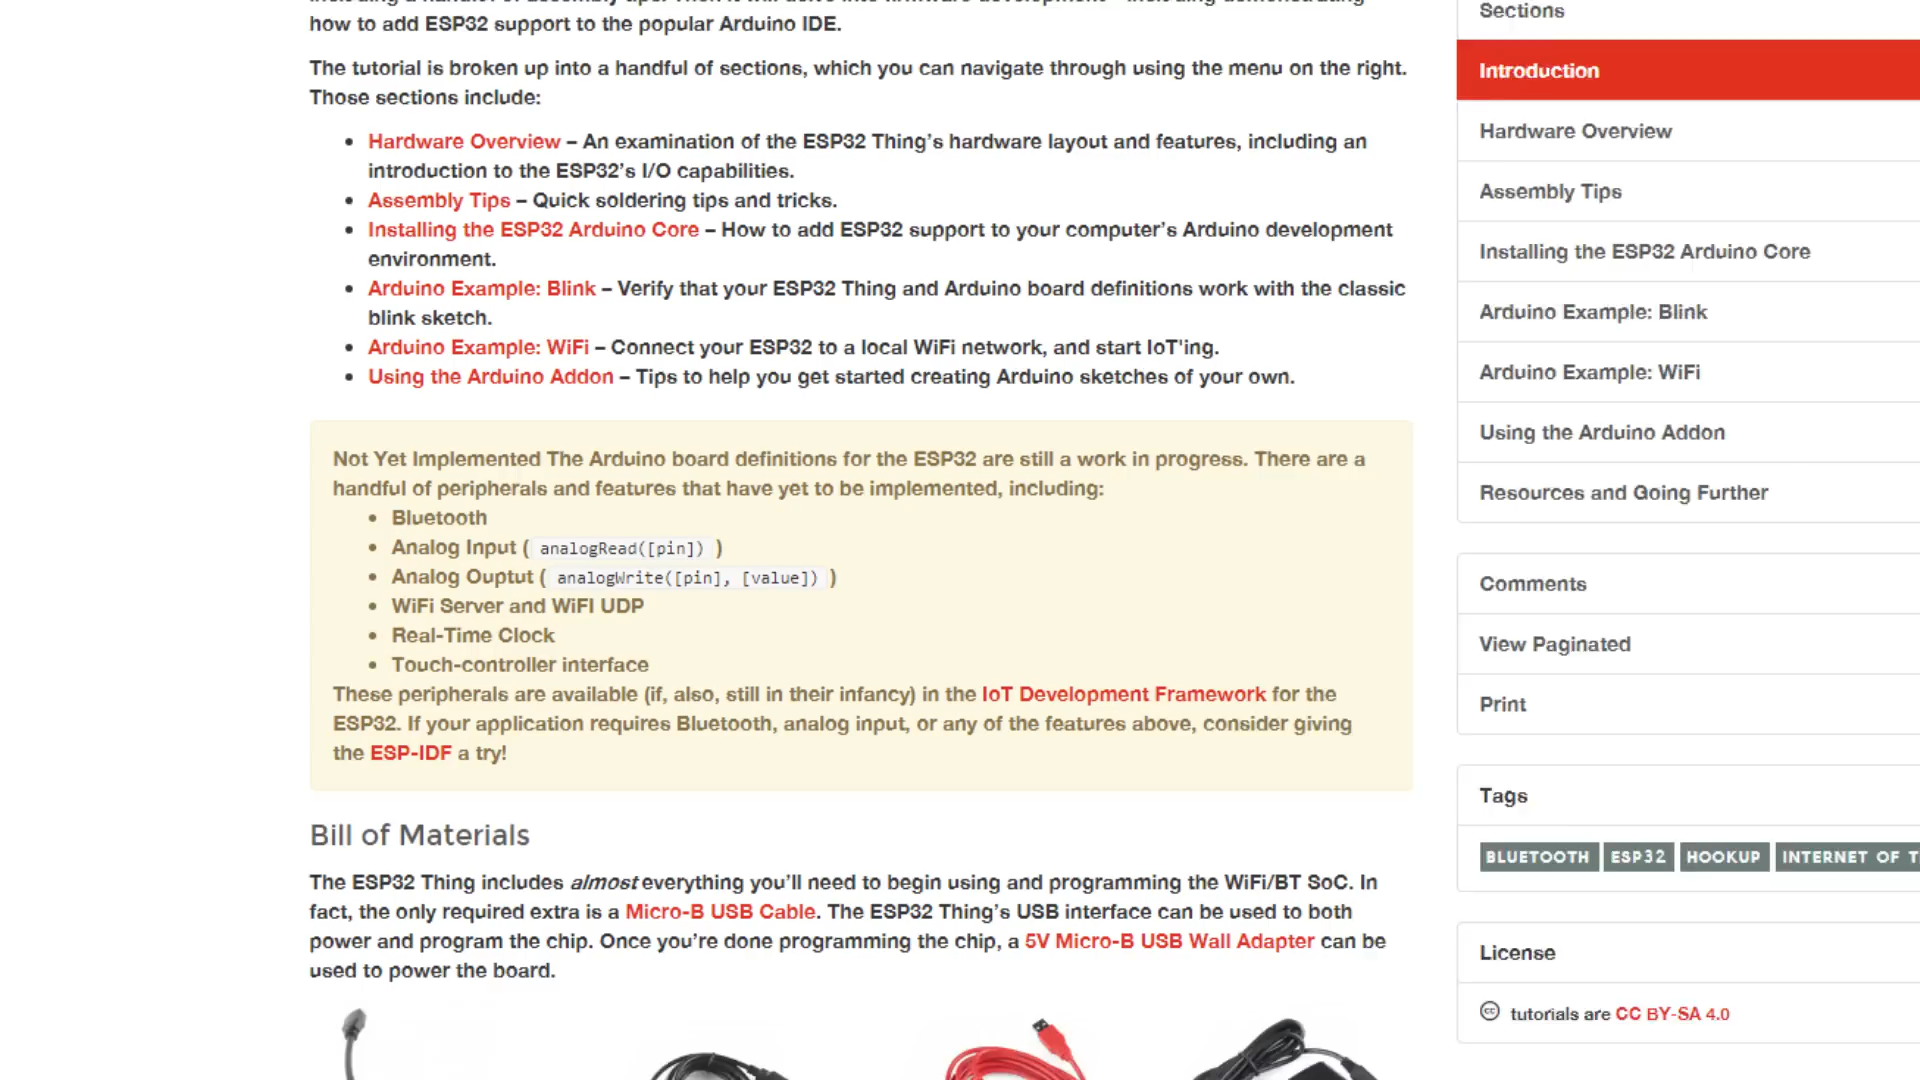 how to add ESP32 support to the popular Arduino IDE.
The tutorial is broken up into a handful of sections, which you can navigate through using the menu on the right.
Those sections include:
• Hardware Overview – An examination of the ESP32 Thing’s hardware layout and features, including an
introduction to the ESP32’s I/O capabilities.
• Assembly Tips – Quick soldering tips and tricks.
• Installing the ESP32 Arduino Core – How to add ESP32 support to your computer’s Arduino development
environment.
• Arduino Example: Blink – Verify that your ESP32 Thing and Arduino board definitions work with the classic
blink sketch.
• Arduino Example: WiFi – Connect your ESP32 to a local WiFi network, and start IoT'ing.
• Using the Arduino Addon – Tips to help you get started creating Arduino sketches of your own.
Not Yet Implemented The Arduino board definitions for the ESP32 are still a work in progress. There are a
handful of peripherals and features that have yet to be implemented, including:
• Bluetooth
• Analog Input ( analogRead([pin]) )
• Analog Ouptut ( analogWrite([pin], [value]) )
• WiFi Server and WiFI UDP
• Real-Time Clock
• Touch-controller interface
These peripherals are available (if, also, still in their infancy) in the IoT Development Framework for the
ESP32. If your application requires Bluetooth, analog input, or any of the features above, consider giving
the ESP-IDF a try!
Bill of Materials
The ESP32 Thing includes almost everything you’ll need to begin using and programming the WiFi/BT SoC. In
fact, the only required extra is a Micro-B USB Cable. The ESP32 Thing’s USB interface can be used to both
power and program the chip. Once you’re done programming the chip, a 5V Micro-B USB Wall Adapter can be
used to power the board.
Sections
Introduction
Hardware Overview
Assembly Tips
Installing the ESP32 Arduino Core
Arduino Example: Blink
Arduino Example: WiFi
Using the Arduino Addon
Resources and Going Further
Comments
View Paginated
Print
Tags
BLUETOOTH ESP32 HOOKUP INTERNET OF T
License
tutorials are CC BY-SA 4.0